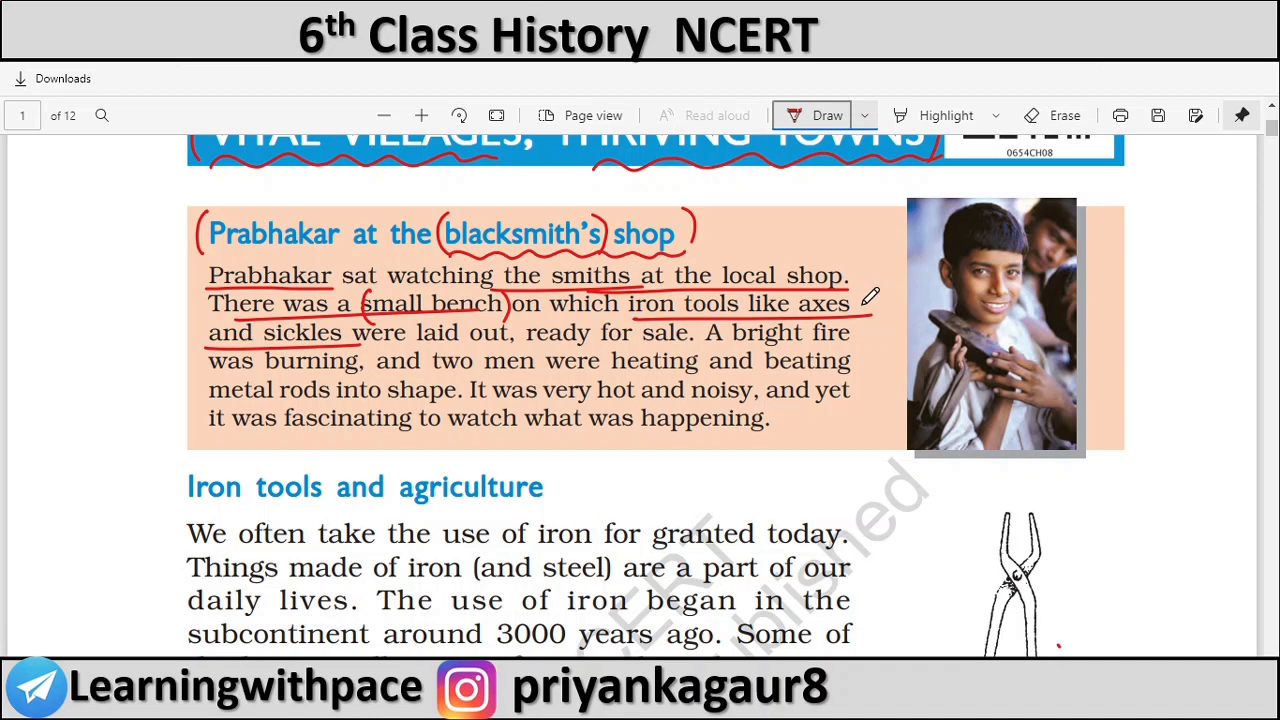 6th Class History NCERT
Downloads
1 of 12 Page view Read aloud Draw Highlight Erase
VITAL VILLAGES, THRIVING TOWNS
0654CH08
Prabhakar at the blacksmith's shop
Prabhakar sat watching the smiths at the local shop.
There was a small bench on which iron tools like axes
and sickles were laid out, ready for sale. A bright fire
was burning, and two men were heating and beating
metal rods into shape. It was very hot and noisy, and yet
it was fascinating to watch what was happening.
Iron tools and agriculture
We often take the use of iron for granted today.
Things made of iron (and steel) are a part of our
daily lives. The use of iron began in the
subcontinent around 3000 years ago. Some of
Learningwithpace priyankagaur8